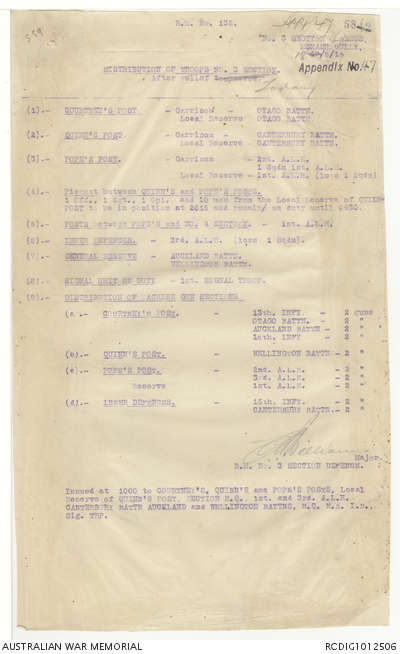 B.M. No. 135.
No. 3 SECTION
MONASH GULLY.
Appendix No. 47
DISTRIBUTION OF TROOPS NO. 3 SECTION.
After relief
Today
(1).- COURTNEY'S POST - Garrison - OTAGO BATTN.
Local Reserve OTAGO BATTN.
(2).- QUINN'S POST - Garrison - CANTERBURY BATTN.
Local Reserve - CANTERBURY BATTN.
(3).- POPE'S POST. - Garrison - 2nd. A.L.H.
1 Sqdn 1st. A.L.H.
Local Reserve - 1st. A.L.H. (less 1 Sqdn)
(4).- Picquet between QUINN'S and POPE'S POSTS.
1 Off., 1 Sgt., 1 Cpl. and 10 men from the Local Reserve of QUINN'S
POST to be in position at 2015 and remain on duty until 0430.
(5).- POSTS between POPE'S and NO. 4 SECTION. - 1st. A.L.H.
(6).- INNER DEFENCES. - 3rd. A.L.H. (less 1 Sqdn).
(7).- GENERAL RESERVE - AUCKLAND BATTN.
WELLINGTON BATTN.
(8).- SIGNAL UNIT ON DUTY - 1st. SIGNAL TROOP.
(9).- DISTRIBUTION OF MACHINE GUN SECTIONS
(a).- COURTNEY'S POST. - 13th. INFY - 2 guns
OTAGO BATTN. - 2 "
AUCKLAND BATTN - 2 "
INFY - 2 "
(b).- QUINN'S POST. - WELLINGTON BATTN - 2 "
(c).- POPE'S POST. - 2nd. A.L.H. - 2 "
3rd. A.L.H. - 2 "
Reserve 1st. A.L.H. - 2 "
(d).- INNER DEFENCES. - 15th. INFY. - 2 "
CANTERBURY BATTN. - 2 "
Major.
B.M. No. 3 SECTION DEFENCE.
Issued at 1000 to COURTNEY'S, QUINN'S and POPE'S POSTS, Local
Reserve of QUINN'S POST. SECTION H.Q. 1st. and 3rd. A.L.H.
CANTERBURY BATTN AUCKLAND and WELLINGTON BATTNS, H.Q. N.Z. I.B.,
Sig. TRP.
AUSTRALIAN WAR MEMORIAL
RCDIG1012506